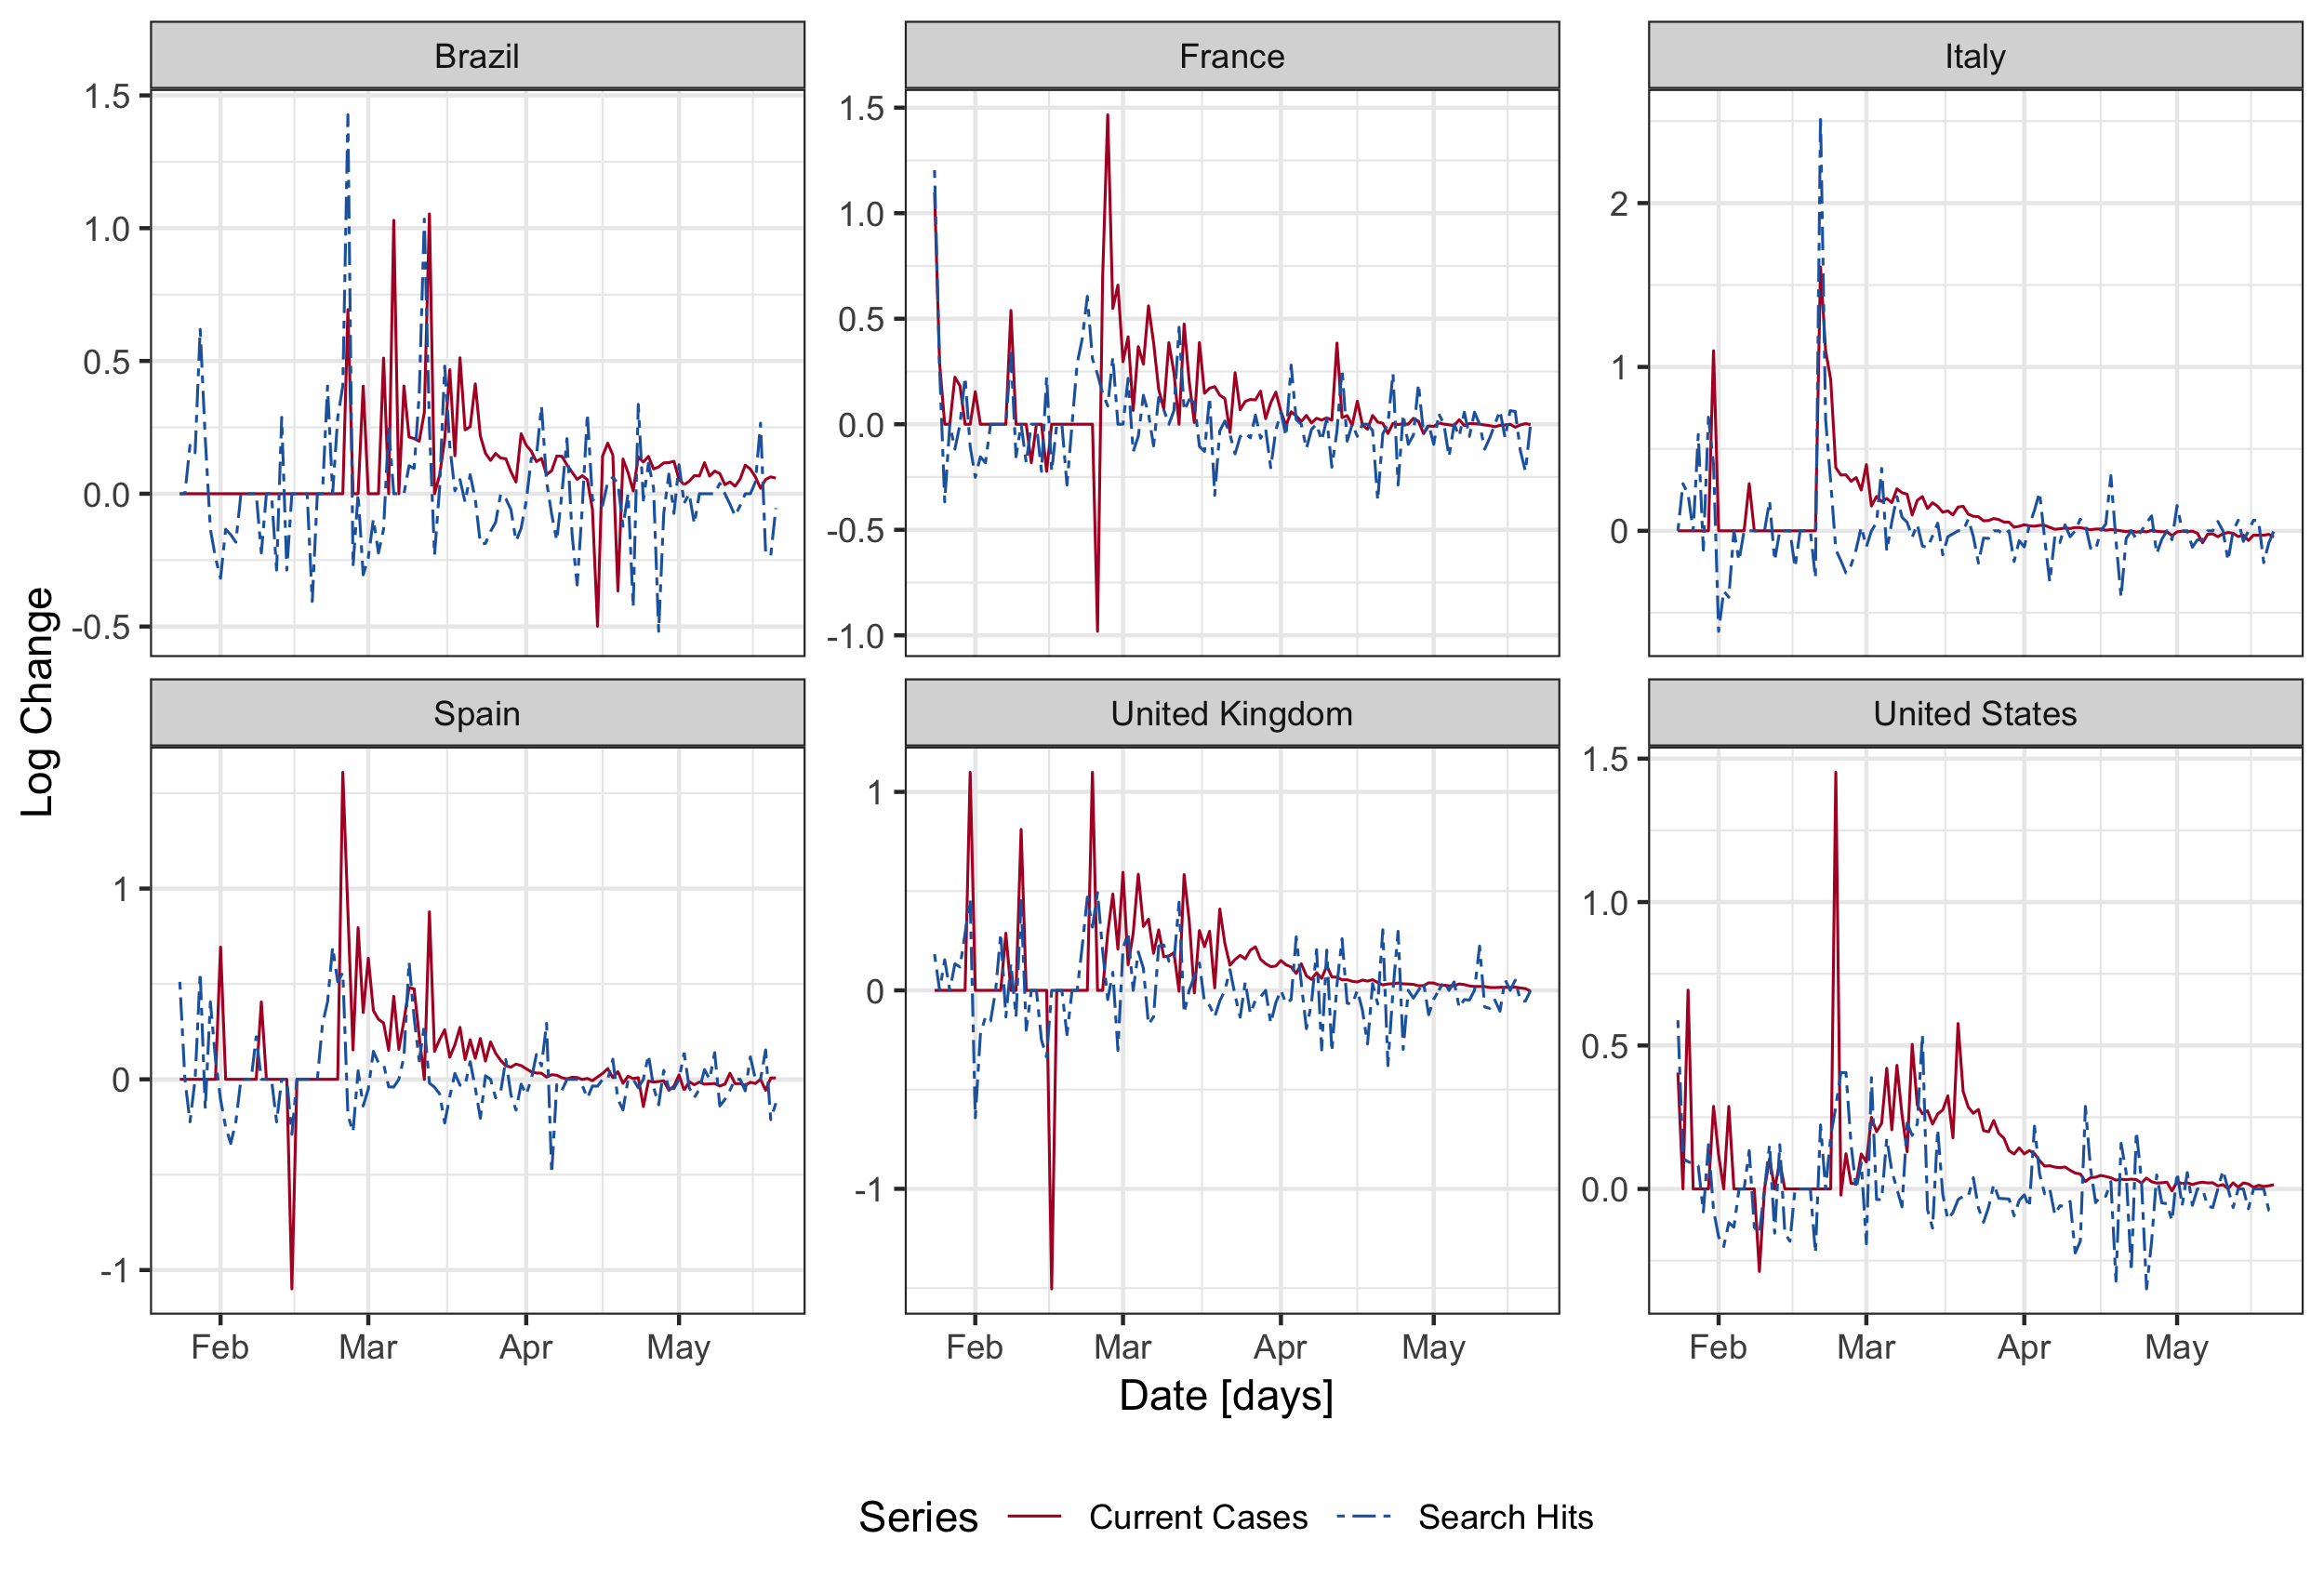 Brazil
France
Italy
1.5
1.0
0.5
0.0
-0.5
1.5
1.0
0.5
0.0
-0.5
-1.0
2
1
0
Log Change
Spain
United Kingdom
United States
1
0
-1
1
0
-1
1.5
1.0
0.5
0.0
Feb Mar Apr May
Feb Mar Apr May
Feb Mar Apr May
Date [days]
Series Current Cases Search Hits